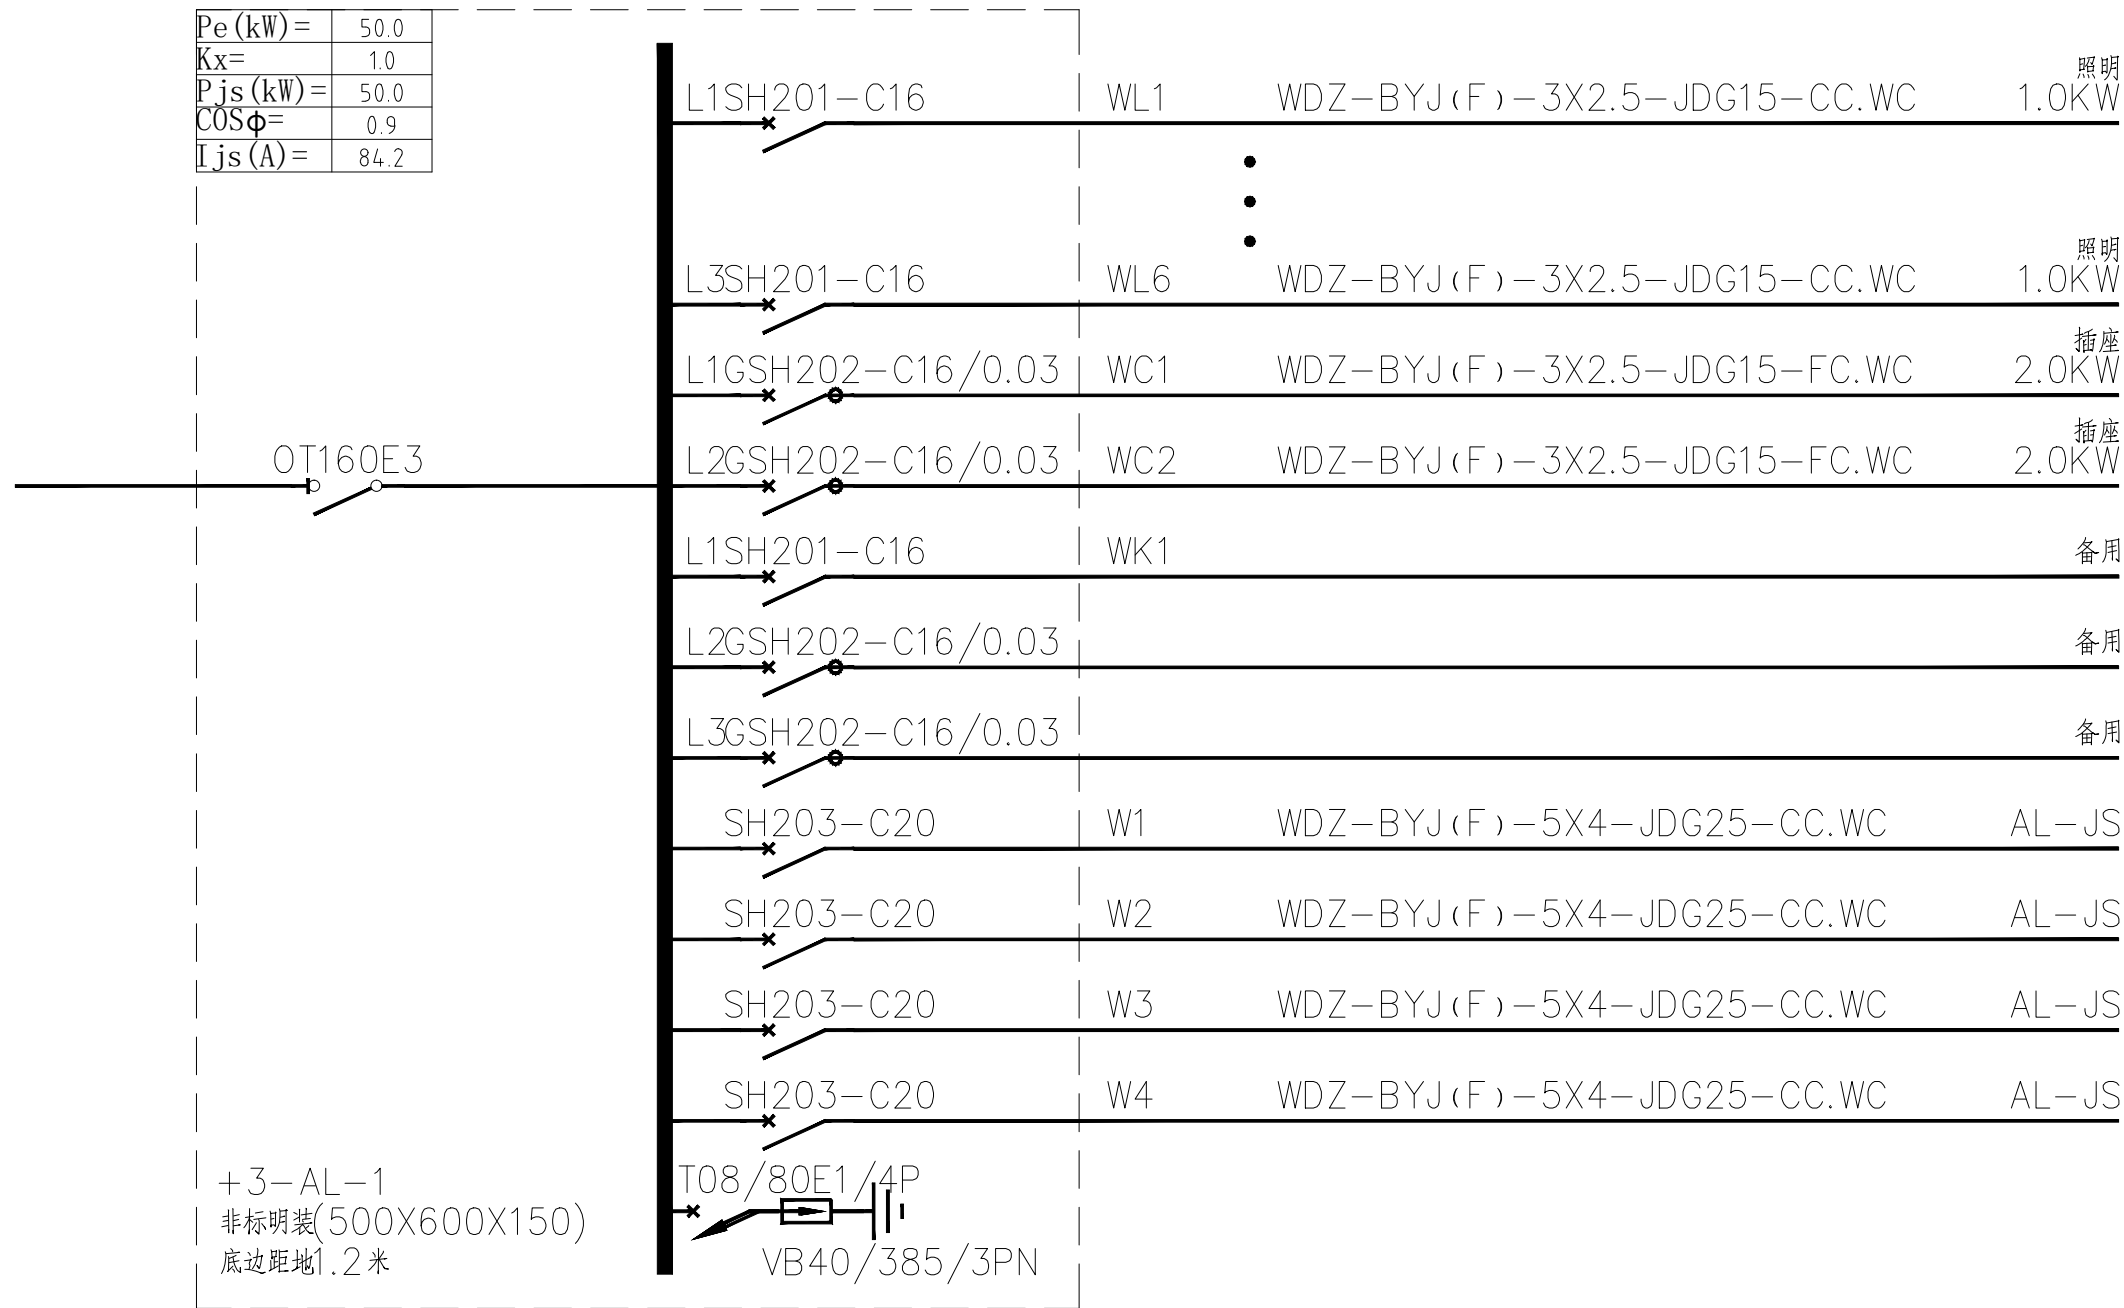 Pe(kW)= 50.0
Kx= 1.0
Pjs(kW)= 50.0
COSϕ= 0.9
Ijs(A)= 84.2
照明
L1SH201-C16 WL1 WDZ-BYJ(F)-3X2.5-JDG15-CC.WC 1.0KW
照明
L3SH201-C16 WL6 WDZ-BYJ(F)-3X2.5-JDG15-CC.WC 1.0KW
插座
L1GSH202-C16/0.03 WC1 WDZ-BYJ(F)-3X2.5-JDG15-FC.WC 2.0KW
插座
OT160E3 L2GSH202-C16/0.03 WC2 WDZ-BYJ(F)-3X2.5-JDG15-FC.WC 2.0KW
L1SH201-C16 WK1 备用
L2GSH202-C16/0.03 备用
L3GSH202-C16/0.03 备用
SH203-C20 W1 WDZ-BYJ(F)-5X4-JDG25-CC.WC AL-JS
SH203-C20 W2 WDZ-BYJ(F)-5X4-JDG25-CC.WC AL-JS
SH203-C20 W3 WDZ-BYJ(F)-5X4-JDG25-CC.WC AL-JS
SH203-C20 W4 WDZ-BYJ(F)-5X4-JDG25-CC.WC AL-JS
+3-AL-1 T08/80E1/4P
非标明装(500X600X150)
底边距地1.2米 VB40/385/3PN